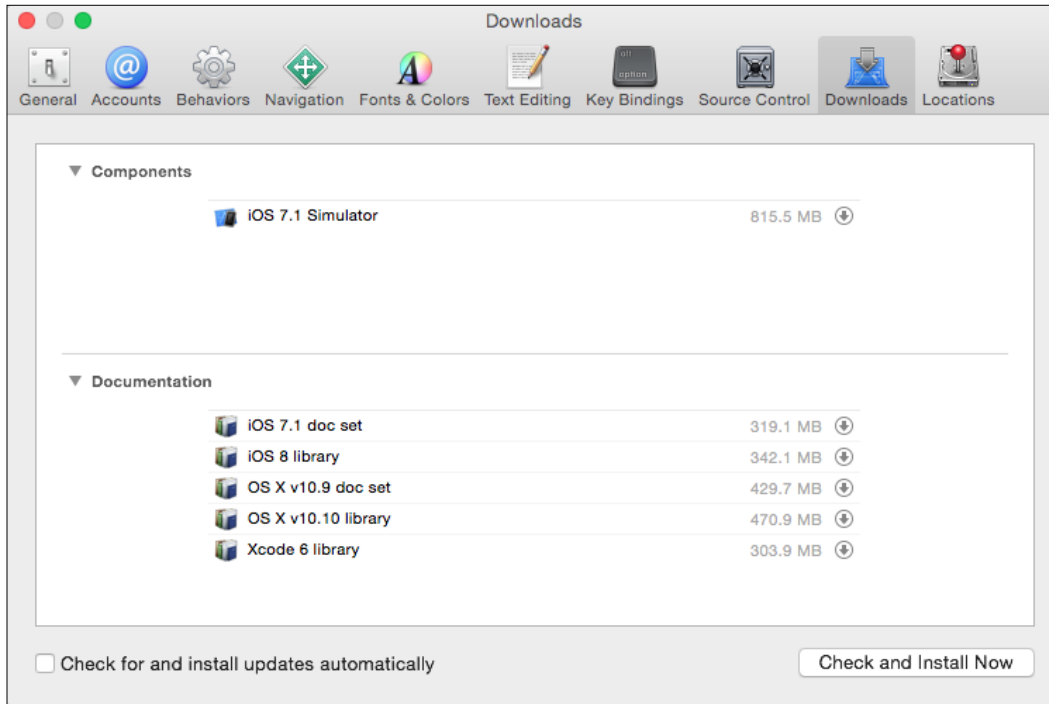 Downloads
General Accounts Behaviors Navigation Fonts & Colors Text Editing Key Bindings Source Control Downloads Locations
alt
option
Components
iOS 7.1 Simulator 815.5 MB
Documentation
iOS 7.1 doc set 319.1 MB
iOS 8 library 342.1 MB
OS X v10.9 doc set 429.7 MB
OS X v10.10 library 470.9 MB
Xcode 6 library 303.9 MB
Check for and install updates automatically Check and Install Now